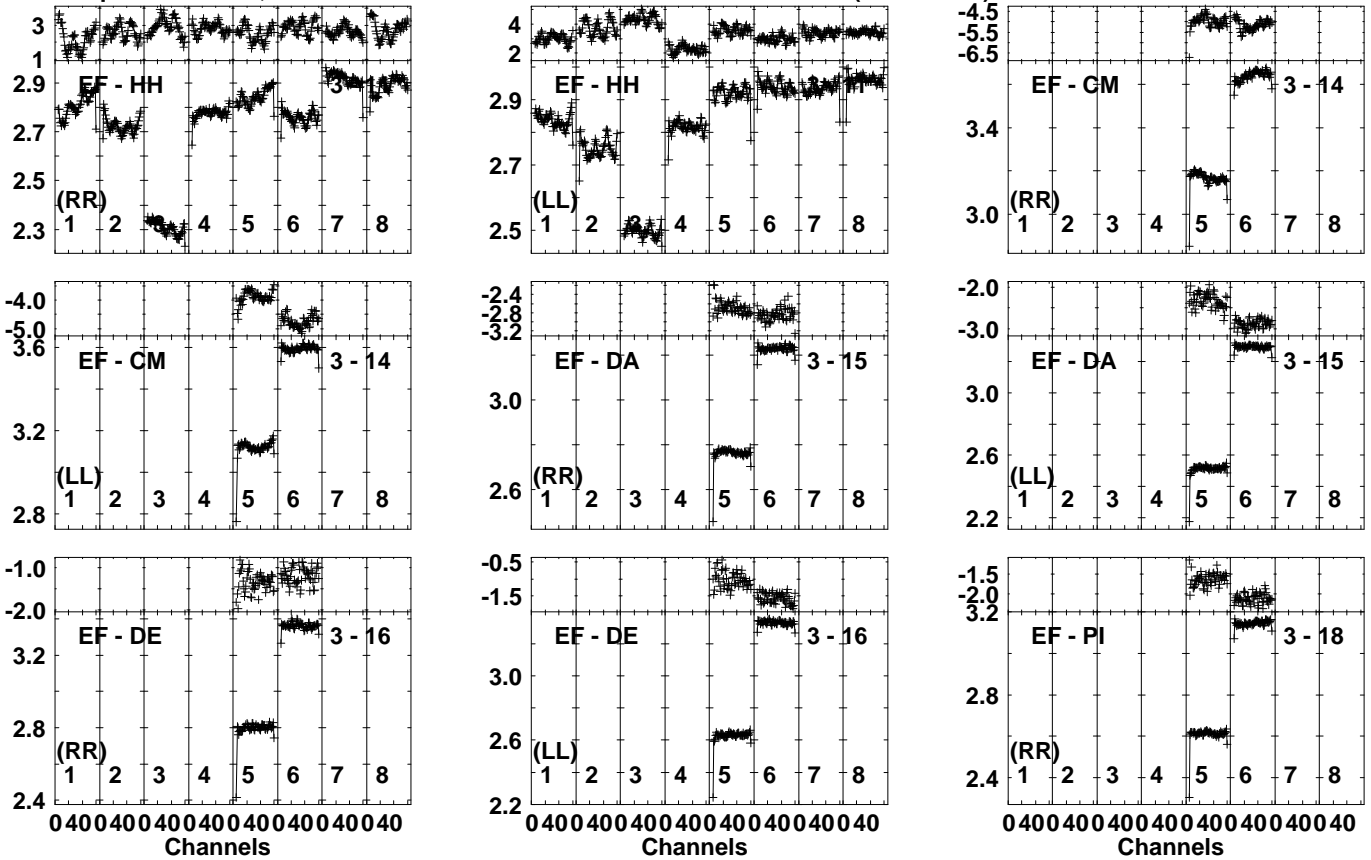 3 1
EF - HH 3 - 1
2.9 2.7 2.5 2.3
(RR)
1 2 3 4 5 6 7 8
4 2
EF - HH 3 - 1
2.9 2.7 2.5
(LL)
1 2 3 4 5 6 7 8
-4.5 -5.5 -6.5
EF - CM 3 - 14
3.4 3.0
(RR)
1 2 3 4 5 6 7 8
-4.0 -5.0
EF - CM 3 - 14
3.6 3.2 2.8
(LL)
1 2 3 4 5 6 7 8
-2.4 -2.8 -3.2
EF - DA 3 - 15
3.0 2.6
(RR)
1 2 3 4 5 6 7 8
-2.0 -3.0
EF - DA 3 - 15
3.0 2.6 2.2
(LL)
1 2 3 4 5 6 7 8
-1.0 -2.0
EF - DE 3 - 16
3.2 2.8 2.4
(RR)
1 2 3 4 5 6 7 8
0 40 0 40 0 40 0 40 0 40 0 40 0 40 0 40
Channels
-0.5 -1.5
EF - DE 3 - 16
3.0 2.6 2.2
(LL)
1 2 3 4 5 6 7 8
0 40 0 40 0 40 0 40 0 40 0 40 0 40 0 40
Channels
-1.5 -2.0
EF - PI 3 - 18
3.2 2.8 2.4
(RR)
1 2 3 4 5 6 7 8
0 40 0 40 0 40 0 40 0 40 0 40 0 40 0 40
Channels